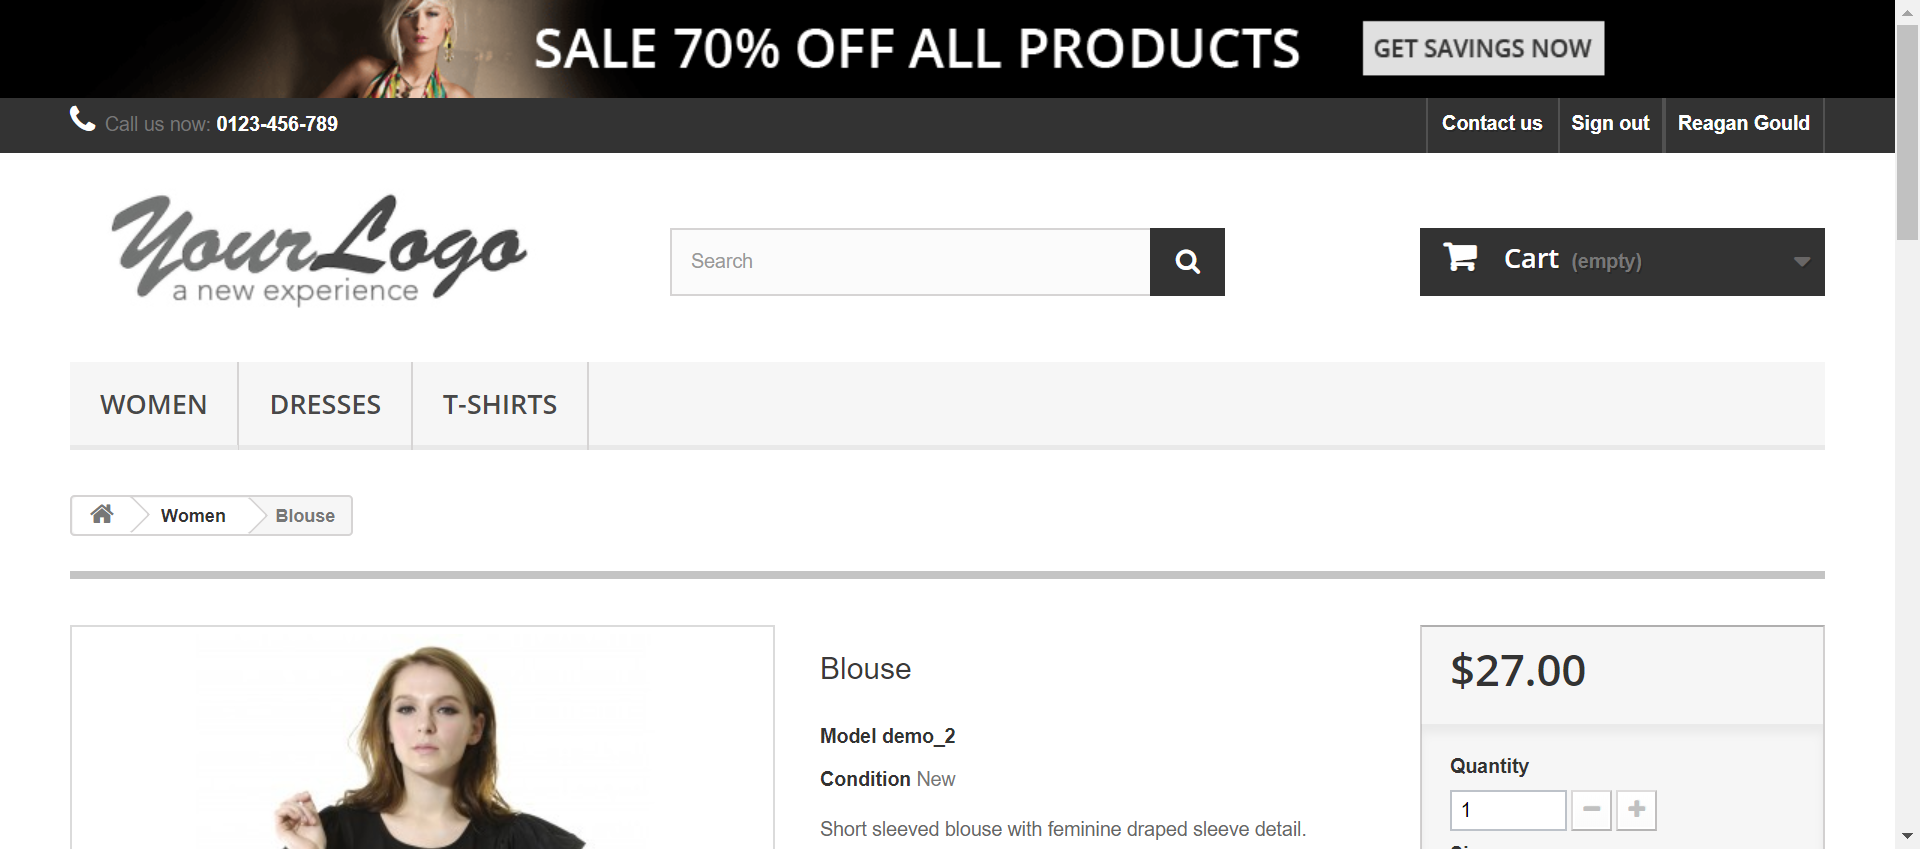 SALE 70% OFF ALL PRODUCTS GET SAVINGS NOW
Call us now: 0123-456-789 Contact us Sign out Reagan Gould
YourLogo
a new experience
Search
Cart (empty)
WOMEN DRESSES T-SHIRTS
Women Blouse
Blouse
Model demo_2
Condition New
Short sleeved blouse with feminine draped sleeve detail.
$27.00
Quantity
1